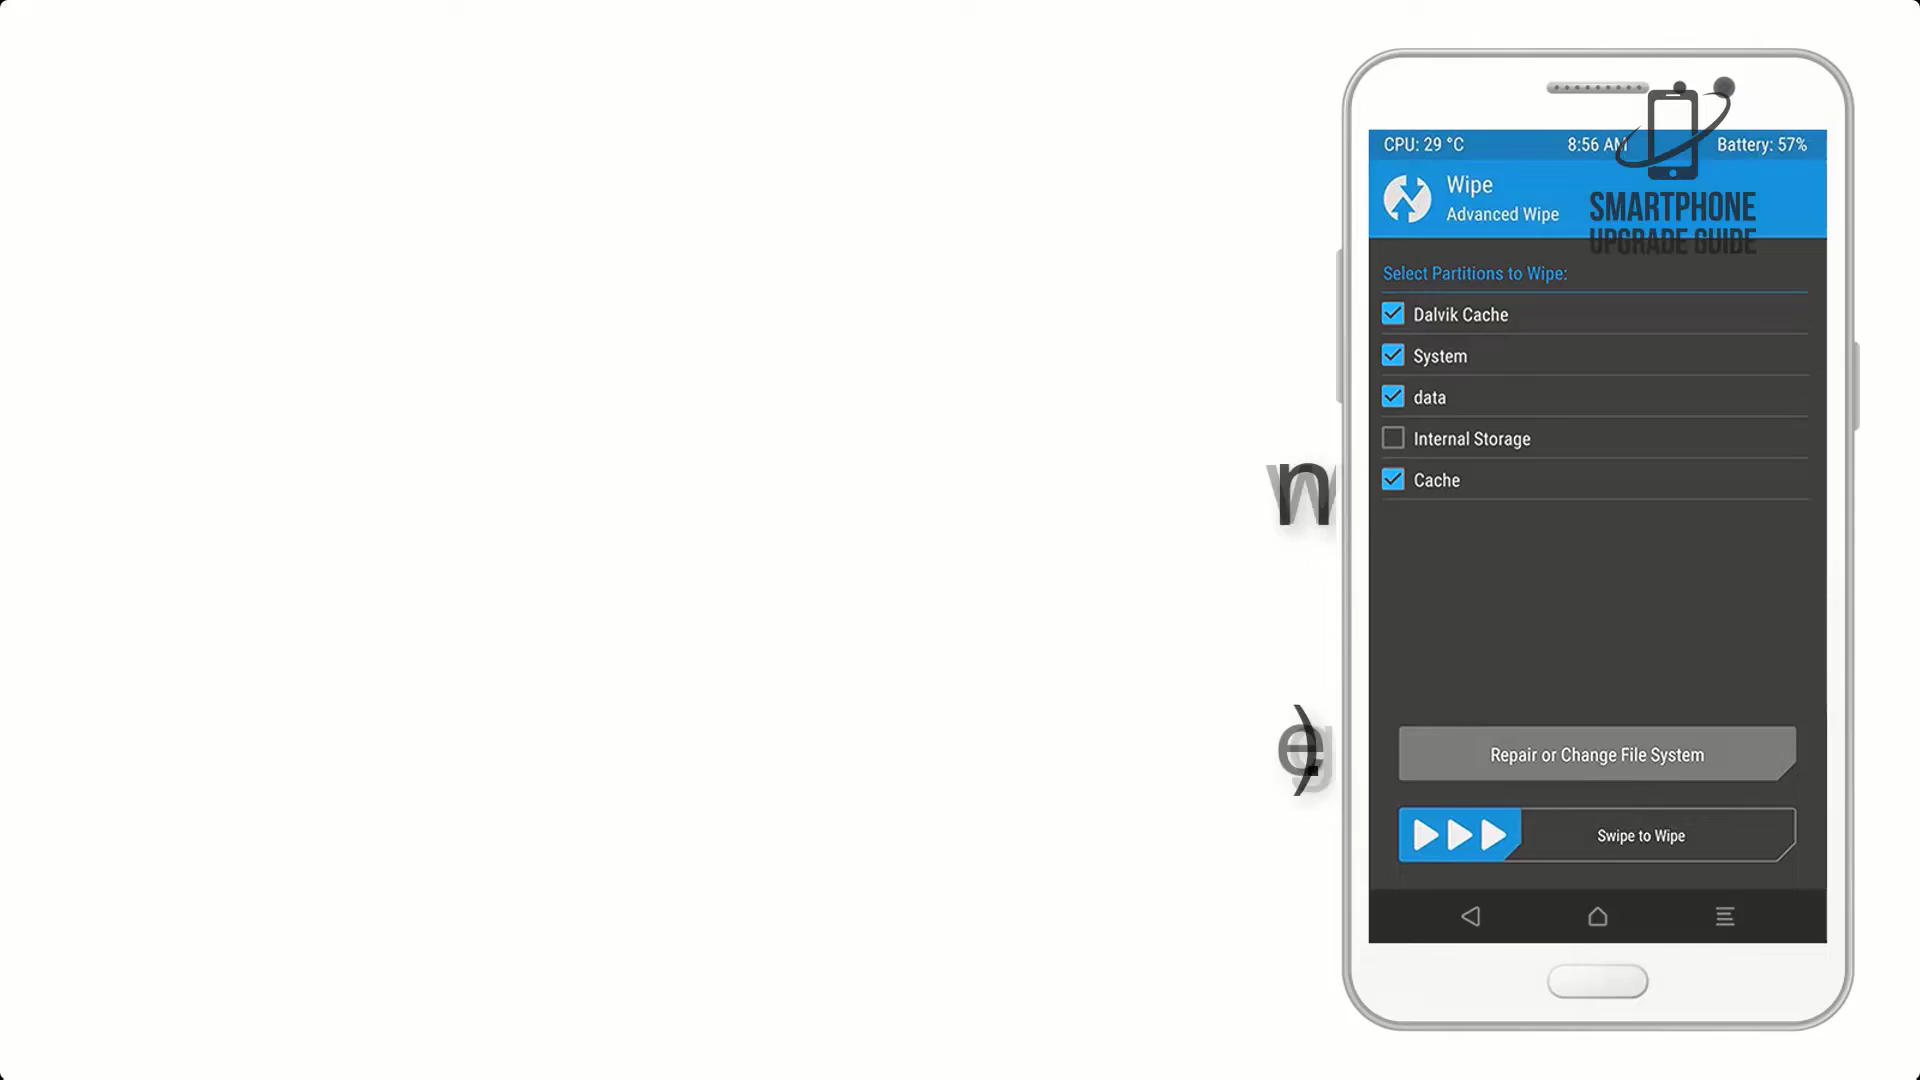 CPU: 29 °C 8:56 AM Battery: 57%
Wipe
Advanced Wipe
SMARTPHONE
UPGRADE GUIDE
Select Partitions to Wipe:
Dalvik Cache
System
data
Internal Storage
Cache
Repair or Change File System
Swipe to Wipe